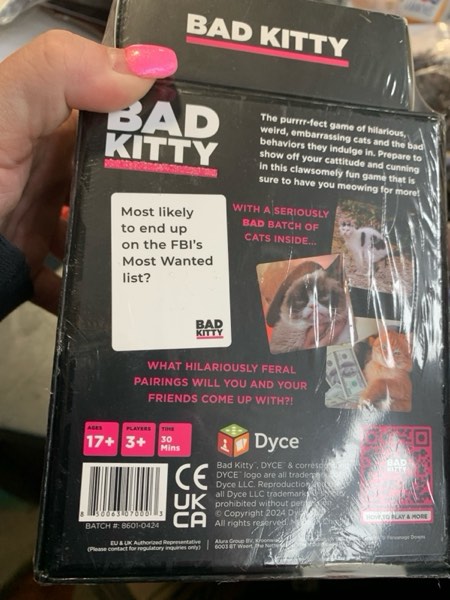 BAD KITTY
BAD
KITTY
The purrrr-fect game of hilarious,
weird, embarrassing cats and the bad
behaviors they indulge in. Prepare to
show off your cattitude and cunning
in this clawsomely fun game that is
sure to have you meowing for more!
Most likely
to end up
on the FBI's
Most Wanted
list?
BAD
KITTY
WITH A SERIOUSLY
BAD BATCH OF
CATS INSIDE...
WHAT HILARIOUSLY FERAL
PAIRINGS WILL YOU AND YOUR
FRIENDS COME UP WITH?!
AGES
17+
PLAYERS
3+
TIME
30
Mins
Dyce
Bad Kitty™, DYCE™ & 
DYCE™ logo are all
Dyce LLC. Reproduction
all Dyce LLC
prohibited without
© Copyright 2024
All rights reserved
BATCH #: 8601-0424
CE
UK
CA
BAD
KITTY
HOW TO PLAY & MORE
EU & UK Authorized Representative
(Please contact for regulatory inquiries only)
Alura Group BV